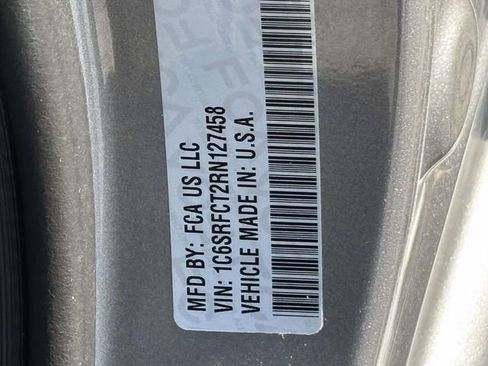 MFD BY: FCA US LLC
VIN: 1C6SRFCT2RN127458
VEHICLE MADE IN: U.S.A.